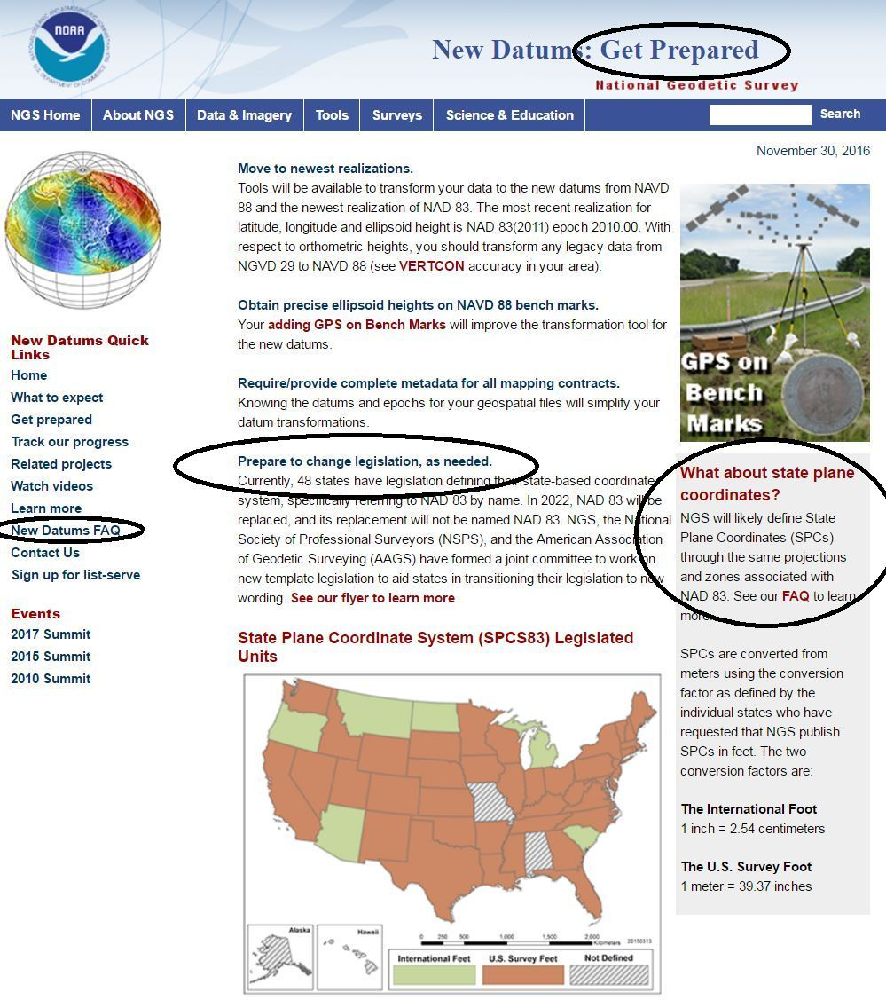 NOAA
New Datums: Get Prepared
National Geodetic Survey
NGS Home
About NGS
Data & Imagery
Tools
Surveys
Science & Education
Search
November 30, 2016
New Datums Quick
Links
Home
What to expect
Get prepared
Track our progress
Related projects
Watch videos
Learn more
New Datums FAQ
Contact Us
Sign up for list-serve
Events
2017 Summit
2015 Summit
2010 Summit
Move to newest realizations.
Tools will be available to transform your data to the new datums from NAVD
88 and the newest realization of NAD 83. The most recent realization for
latitude, longitude and ellipsoid height is NAD 83(2011) epoch 2010.00. With
respect to orthometric heights, you should transform any legacy data from
NGVD 29 to NAVD 88 (see VERTCON accuracy in your area).
Obtain precise ellipsoid heights on NAVD 88 bench marks.
Your adding GPS on Bench Marks will improve the transformation tool for
the new datums.
Require/provide complete metadata for all mapping contracts.
Knowing the datums and epochs for your geospatial files will simplify your
datum transformations.
Prepare to change legislation, as needed.
Currently, 48 states have legislation defining their state-based coordinate
system, specifically referring to NAD 83 by name. In 2022, NAD 83 will be
replaced, and its replacement will not be named NAD 83. NGS, the National
Society of Professional Surveyors (NSPS), and the American Association
of Geodetic Surveying (AAGS) have formed a joint committee to work on
new template legislation to aid states in transitioning their legislation to new
wording. See our flyer to learn more.
State Plane Coordinate System (SPCS83) Legislated
Units
Alaska
Hawaii
0 250 500 1,000 1,500 2,000
Kilometers
20150313
International Feet
U.S. Survey Feet
Not Defined
GPS on
Bench
Marks
What about state plane
coordinates?
NGS will likely define State
Plane Coordinates (SPCs)
through the same projections
and zones associated with
NAD 83. See our FAQ to learn
more.
SPCs are converted from
meters using the conversion
factor as defined by the
individual states who have
requested that NGS publish
SPCs in feet. The two
conversion factors are:
The International Foot
1 inch = 2.54 centimeters
The U.S. Survey Foot
1 meter = 39.37 inches